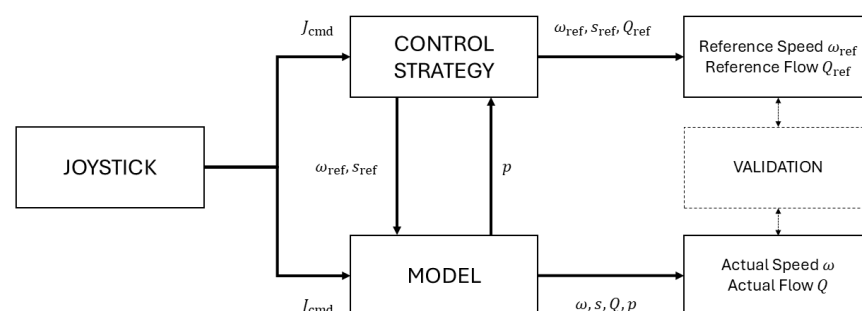 J_cmd
CONTROL
STRATEGY
ω_ref, s_ref, Q_ref
Reference Speed ω_ref
Reference Flow Q_ref
JOYSTICK
ω_ref, s_ref
p
VALIDATION
J_cmd
MODEL
ω, s, Q, p
Actual Speed ω
Actual Flow Q